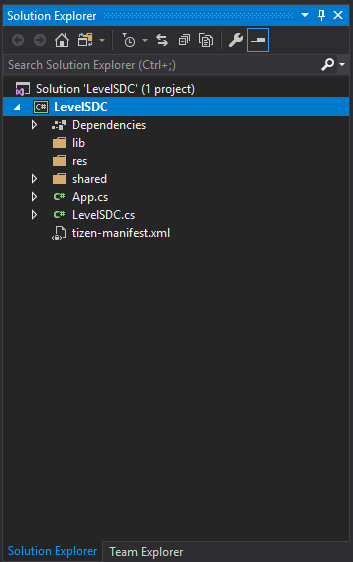 Solution Explorer
Search Solution Explorer (Ctrl+;)
Solution 'LevelSDC' (1 project)
C# LevelSDC
Dependencies
lib
res
shared
C# App.cs
C# LevelSDC.cs
tizen-manifest.xml
Solution Explorer Team Explorer